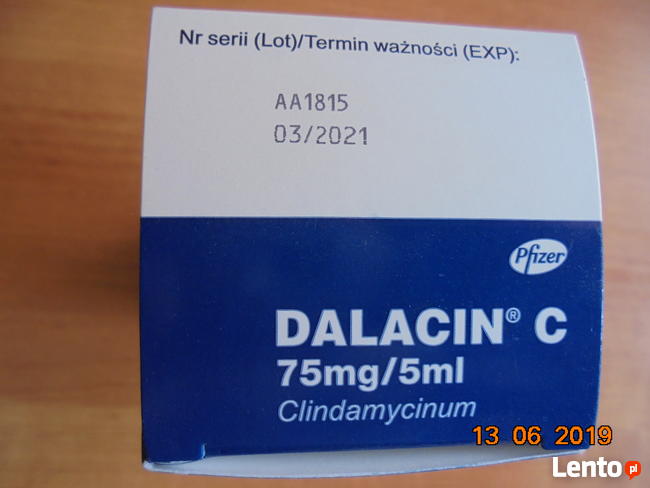 Nr serii (Lot)/Termin ważności (EXP):
AA1815
03/2021
Pfizer
DALACIN® C
75mg/5ml
Clindamycinum
13 06 2019
Lento.pl